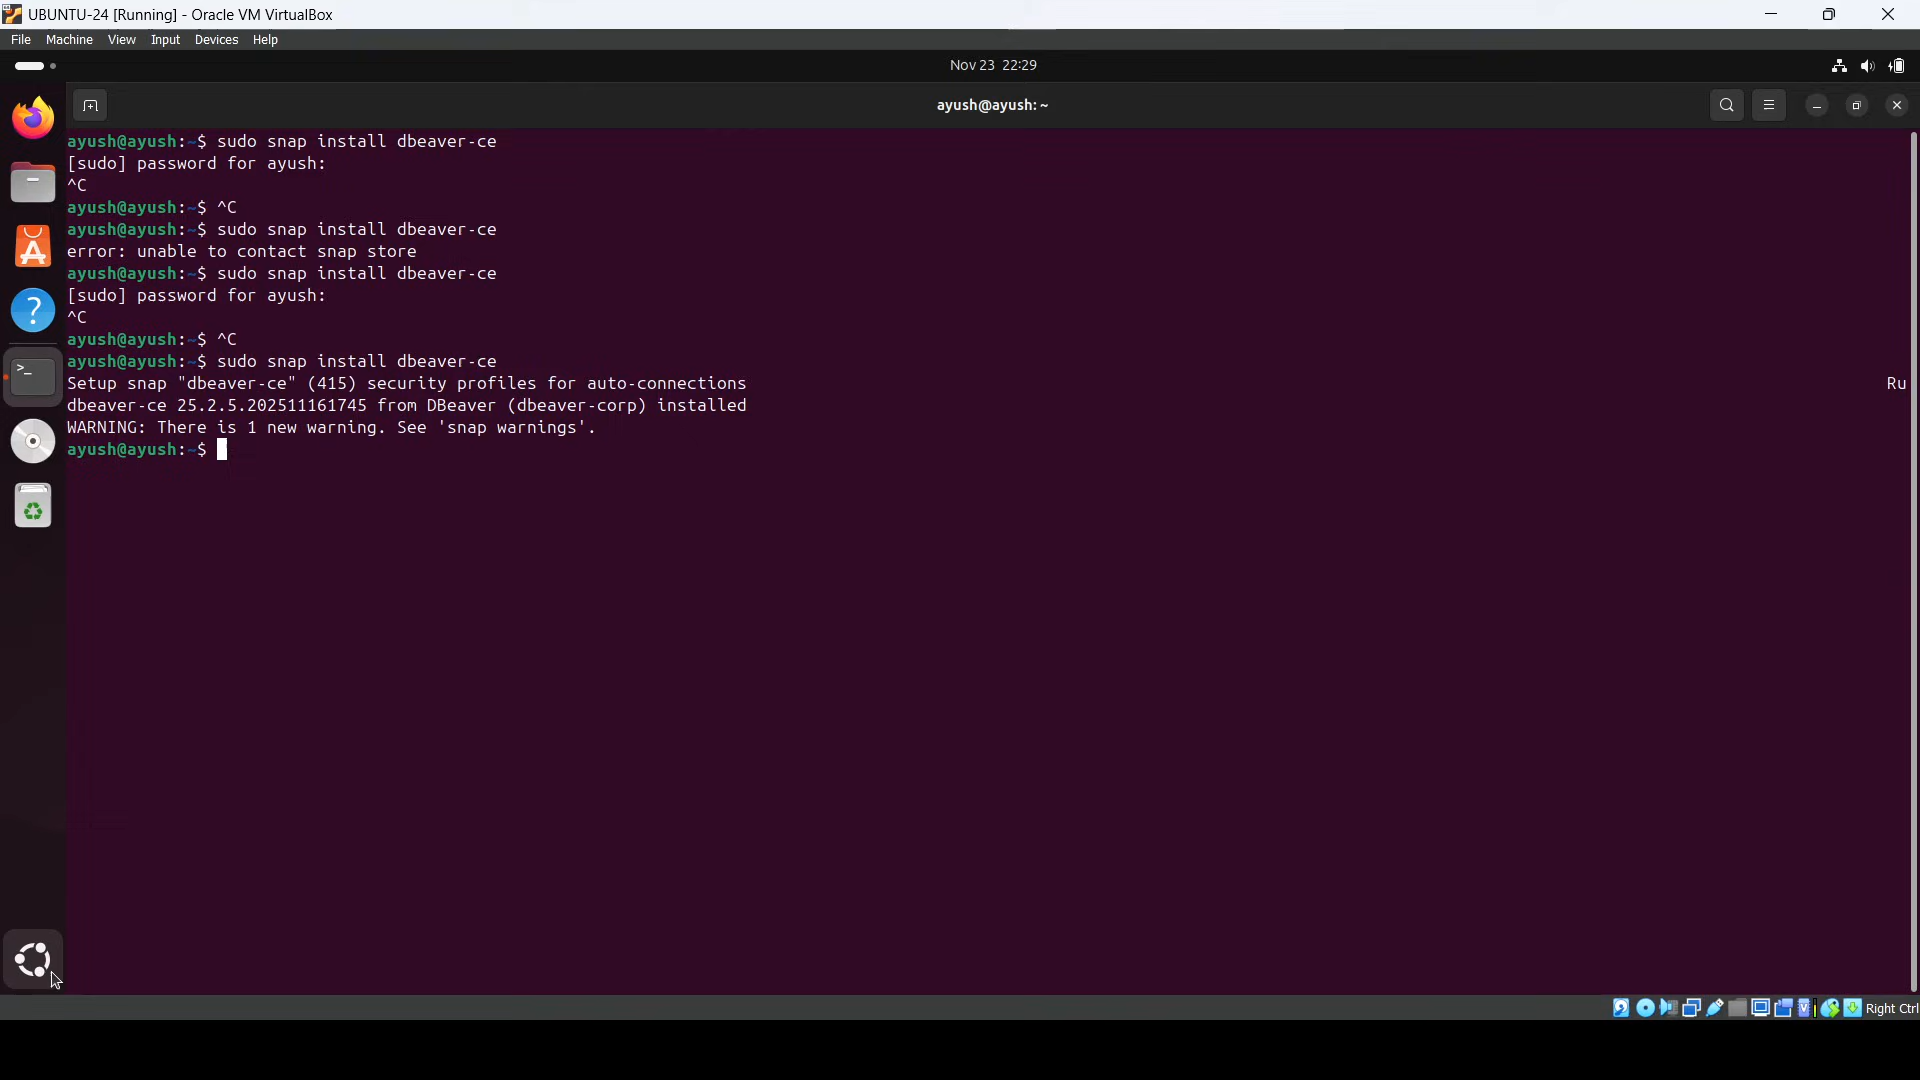 UBUNTU-24 [Running] - Oracle VM VirtualBox
File Machine View Input Devices Help
Nov 23 22:29
ayush@ayush: ~
ayush@ayush:~$ sudo snap install dbeaver-ce
[sudo] password for ayush:
^C
ayush@ayush:~$ ^C
ayush@ayush:~$ sudo snap install dbeaver-ce
error: unable to contact snap store
ayush@ayush:~$ sudo snap install dbeaver-ce
[sudo] password for ayush:
^C
ayush@ayush:~$ ^C
ayush@ayush:~$ sudo snap install dbeaver-ce
Setup snap "dbeaver-ce" (415) security profiles for auto-connections Ru
dbeaver-ce 25.2.5.202511161745 from DBeaver (dbeaver-corp) installed
WARNING: There is 1 new warning. See 'snap warnings'.
ayush@ayush:~$
Right Ctrl